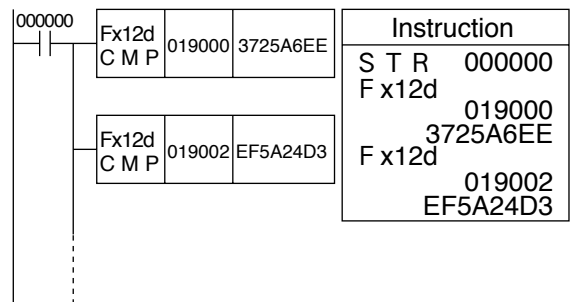 000000
Fx12d
C M P
019000
3725A6EE
Fx12d
C M P
019002
EF5A24D3
Instruction
S T R 000000
F x12d
019000
3725A6EE
F x12d
019002
EF5A24D3